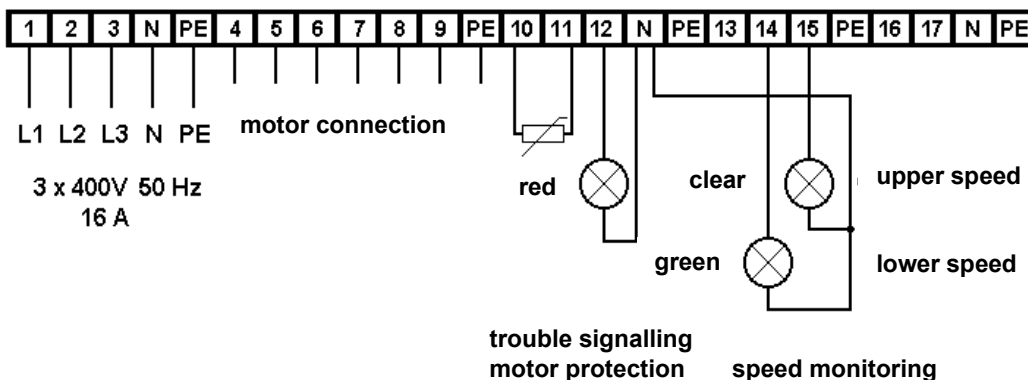 1 2 3 N PE 4 5 6 7 8 9 PE 10 11 12 N PE 13 14 15 PE 16 17 N PE
L1 L2 L3 N PE motor connection
3 x 400V 50 Hz
16 A
red clear upper speed
green lower speed
trouble signalling
motor protection speed monitoring